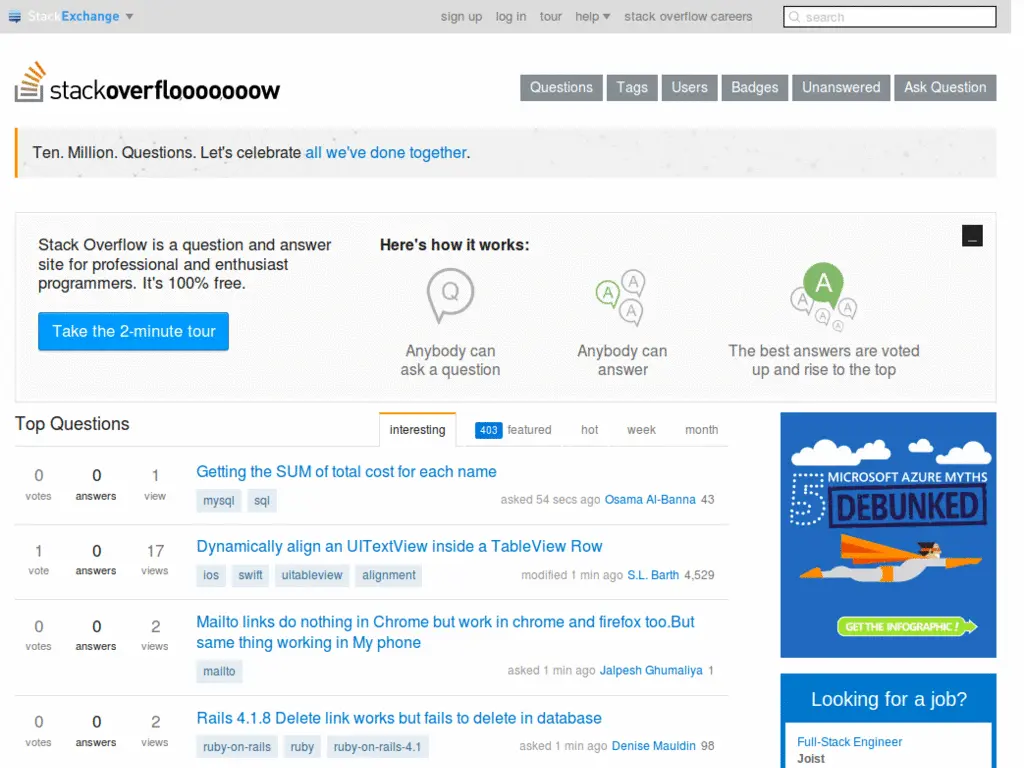 StackExchange
sign up log in tour help stack overflow careers
search
stackoverflooooooow
Questions Tags Users Badges Unanswered Ask Question
Ten. Million. Questions. Let's celebrate all we've done together.
Stack Overflow is a question and answer
site for professional and enthusiast
programmers. It's 100% free.
Take the 2-minute tour
Here's how it works:
_
Q
A
A
A
A
A
A
A
A
Anybody can
ask a question
Anybody can
answer
The best answers are voted
up and rise to the top
Top Questions
interesting 403 featured hot week month
0 0 1
votes answers view
Getting the SUM of total cost for each name
mysql sql
asked 54 secs ago Osama Al-Banna 43
1 0 17
vote answers views
Dynamically align an UITextView inside a TableView Row
ios swift uitableview alignment
modified 1 min ago S.L. Barth 4,529
0 0 2
votes answers views
Mailto links do nothing in Chrome but work in chrome and firefox too.But
same thing working in My phone
mailto
asked 1 min ago Jalpesh Ghumaliya 1
0 0 2
votes answers views
Rails 4.1.8 Delete link works but fails to delete in database
ruby-on-rails ruby ruby-on-rails-4.1
asked 1 min ago Denise Mauldin 98
5 MICROSOFT AZURE MYTHS
DEBUNKED
GET THE INFOGRAPHIC!
Looking for a job?
Full-Stack Engineer
Joist